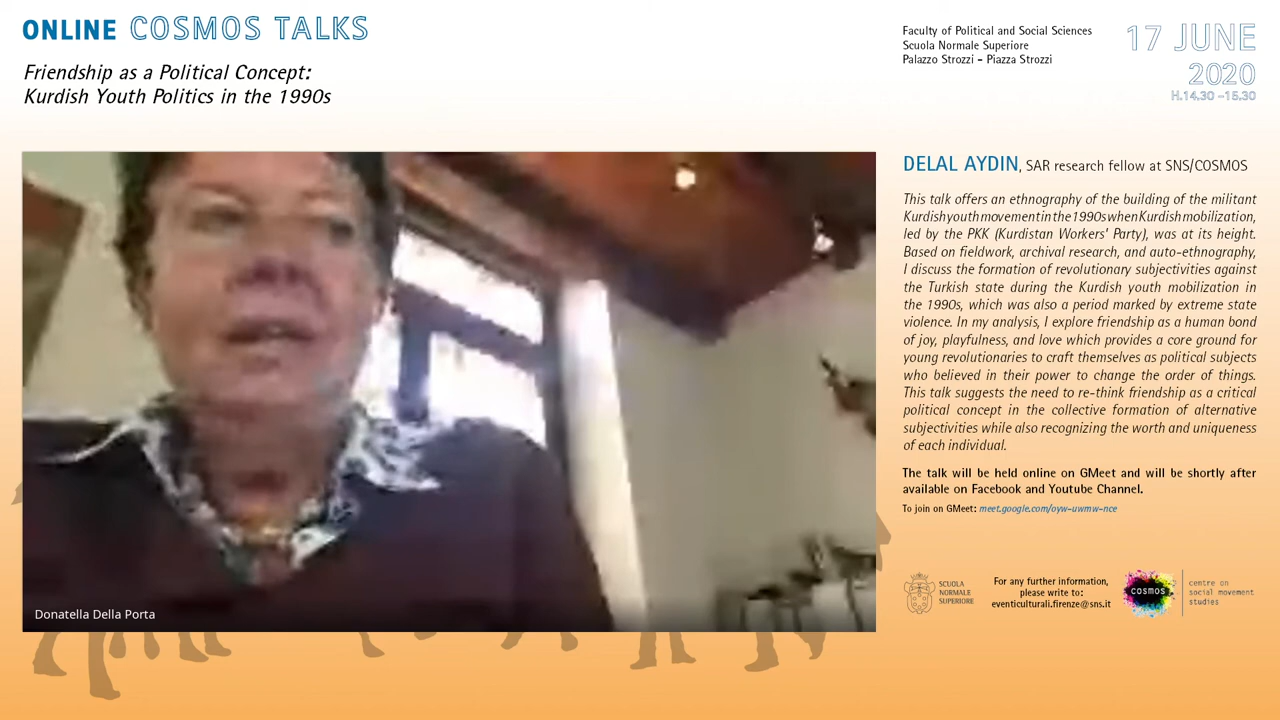 ONLINE COSMOS TALKS
Friendship as a Political Concept:
Kurdish Youth Politics in the 1990s
Faculty of Political and Social Sciences
Scuola Normale Superiore
Palazzo Strozzi - Piazza Strozzi
17 JUNE
2020
H.14.30 -15.30
DELAL AYDIN, SAR research fellow at SNS/COSMOS
This talk offers an ethnography of the building of the militant
Kurdish youth movement in the 1990s when Kurdish mobilization,
led by the PKK (Kurdistan Workers' Party), was at its height.
Based on fieldwork, archival research, and auto-ethnography,
I discuss the formation of revolutionary subjectivities against
the Turkish state during the Kurdish youth mobilization in
the 1990s, which was also a period marked by extreme state
violence. In my analysis, I explore friendship as a human bond
of joy, playfulness, and love which provides a core ground for
young revolutionaries to craft themselves as political subjects
who believed in their power to change the order of things.
This talk suggests the need to re-think friendship as a critical
political concept in the collective formation of alternative
subjectivities while also recognizing the worth and uniqueness
of each individual.
The talk will be held online on GMeet and will be shortly after
available on Facebook and Youtube Channel.
To join on GMeet: meet.google.com/oyw-uwmw-nce
SCUOLA
NORMALE
SUPERIORE
For any further information,
please write to:
eventiculturali.firenze@sns.it
cosmos
centre on
social movement
studies
Donatella Della Porta